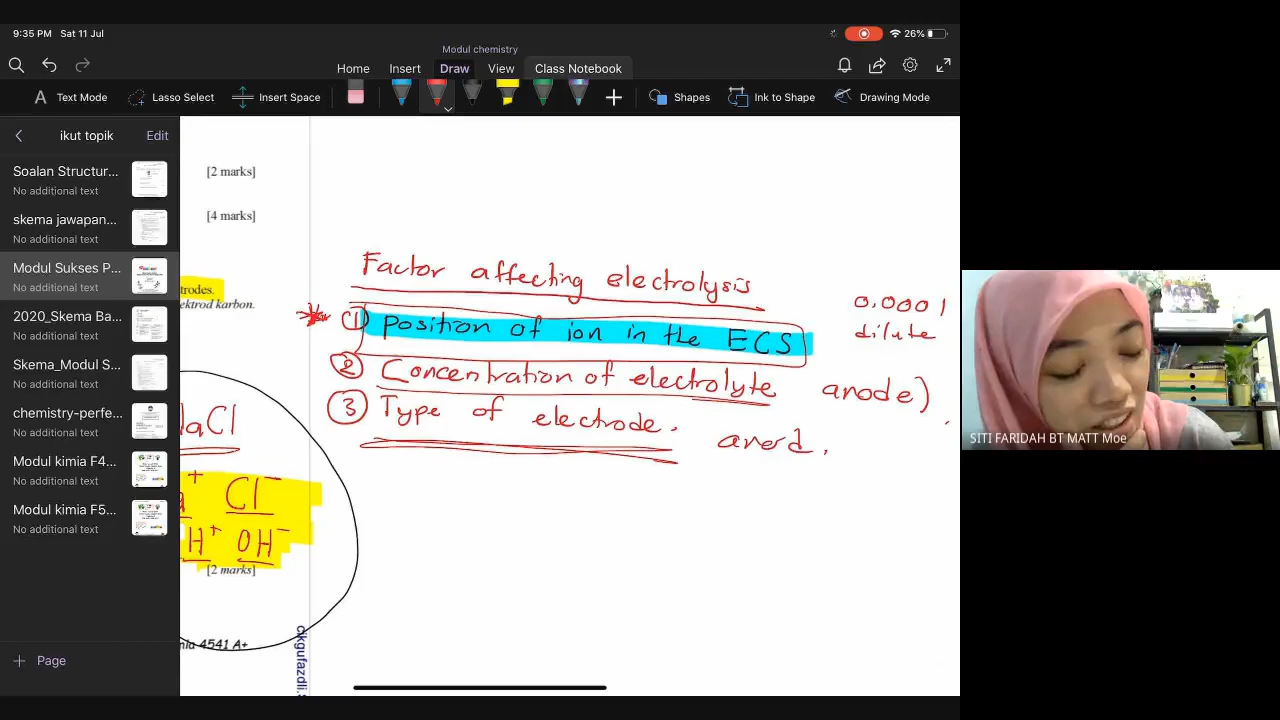 9:35 PM Sat 11 Jul
26%
Modul chemistry
Home Insert Draw View Class Notebook
Text Mode Lasso Select Insert Space Shapes Ink to Shape Drawing Mode
ikut topik Edit
Soalan Structur...
No additional text
skema jawapan...
No additional text
Modul Sukses P...
No additional text
2020_Skema Ba...
No additional text
Skema_Modul S...
No additional text
chemistry-perfe...
No additional text
Modul kimia F4...
No additional text
Modul kimia F5...
No additional text
Page
[2 marks]
[4 marks]
trodes.
ektrod karbon.
aCl
+ Cl-
H+ OH-
[2 marks]
4541 A+
cikgufazdli.
Factor affecting electrolysis
① position of ion in the ECS
② Concentration of electrolyte anode)
③ Type of electrode.
0.0001
dilute
SITI FARIDAH BT MATT Moe